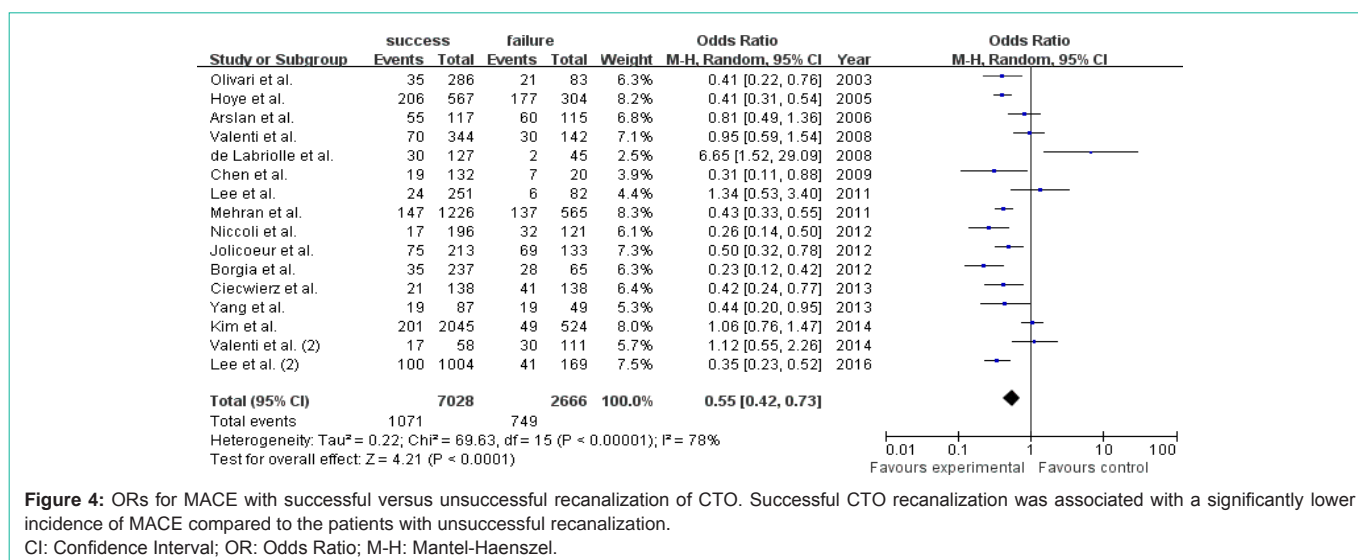 success failure Odds Ratio Odds Ratio
Study or Subgroup Events Total Events Total Weight M-H, Random, 95% CI Year M-H, Random, 95% CI
Olivari et al. 35 286 21 83 6.3% 0.41 [0.22, 0.76] 2003
Hoye et al. 206 567 177 304 8.2% 0.41 [0.31, 0.54] 2005
Arslan et al. 55 117 60 115 6.8% 0.81 [0.49, 1.36] 2006
Valenti et al. 70 344 30 142 7.1% 0.95 [0.59, 1.54] 2008
de Labriolle et al. 30 127 2 45 2.5% 6.65 [1.52, 29.09] 2008
Chen et al. 19 132 7 20 3.9% 0.31 [0.11, 0.88] 2009
Lee et al. 24 251 6 82 4.4% 1.34 [0.53, 3.40] 2011
Mehran et al. 147 1226 137 565 8.3% 0.43 [0.33, 0.55] 2011
Niccoli et al. 17 196 32 121 6.1% 0.26 [0.14, 0.50] 2012
Jolicoeur et al. 75 213 69 133 7.3% 0.50 [0.32, 0.78] 2012
Borgia et al. 35 237 28 65 6.3% 0.23 [0.12, 0.42] 2012
Ciecwierz et al. 21 138 41 138 6.4% 0.42 [0.24, 0.77] 2013
Yang et al. 19 87 19 49 5.3% 0.44 [0.20, 0.95] 2013
Kim et al. 201 2045 49 524 8.0% 1.06 [0.76, 1.47] 2014
Valenti et al. (2) 17 58 30 111 5.7% 1.12 [0.55, 2.26] 2014
Lee et al. (2) 100 1004 41 169 7.5% 0.35 [0.23, 0.52] 2016
Total (95% CI) 7028 2666 100.0% 0.55 [0.42, 0.73]
Total events 1071 749
Heterogeneity: Tau² = 0.22; Chi² = 69.63, df = 15 (P < 0.00001); I² = 78%
Test for overall effect: Z = 4.21 (P < 0.0001)
0.01 0.1 1 10 100
Favours experimental Favours control
Figure 4: ORs for MACE with successful versus unsuccessful recanalization of CTO. Successful CTO recanalization was associated with a significantly lower
incidence of MACE compared to the patients with unsuccessful recanalization.
CI: Confidence Interval; OR: Odds Ratio; M-H: Mantel-Haenszel.